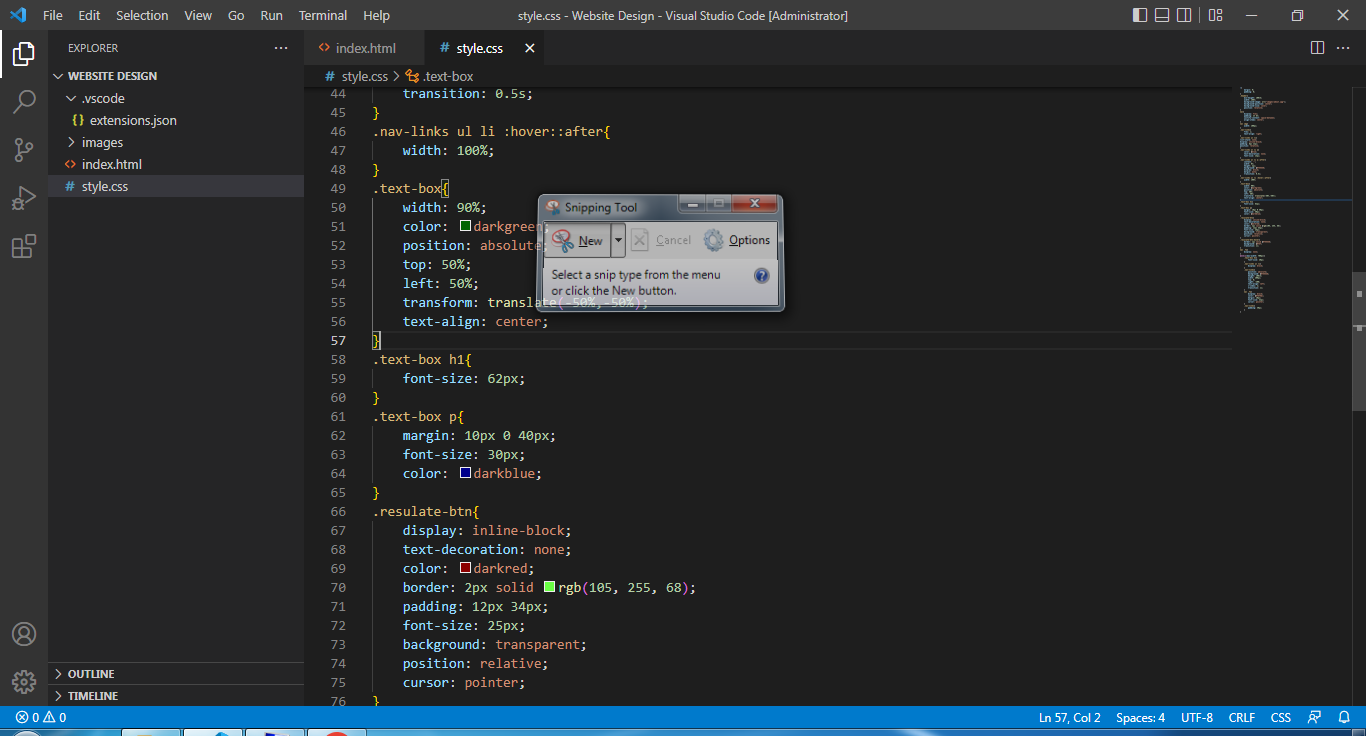 File Edit Selection View Go Run Terminal Help
style.css - Website Design - Visual Studio Code [Administrator]
EXPLORER
WEBSITE DESIGN
.vscode
{} extensions.json
images
<> index.html
# style.css
OUTLINE
TIMELINE
<> index.html
# style.css
# style.css > .text-box
44 transition: 0.5s;
45 }
46 .nav-links ul li :hover::after{
47 width: 100%;
48 }
49 .text-box{
50 width: 90%;
51 color: darkgreen;
52 position: absolute;
53 top: 50%;
54 left: 50%;
55 transform: translate(-50%,-50%);
56 text-align: center;
57 }
58 .text-box h1{
59 font-size: 62px;
60 }
61 .text-box p{
62 margin: 10px 0 40px;
63 font-size: 30px;
64 color: darkblue;
65 }
66 .resulate-btn{
67 display: inline-block;
68 text-decoration: none;
69 color: darkred;
70 border: 2px solid rgb(105, 255, 68);
71 padding: 12px 34px;
72 font-size: 25px;
73 background: transparent;
74 position: relative;
75 cursor: pointer;
76 }
Snipping Tool
New Cancel Options
Select a snip type from the menu
or click the New button.
0 0
Ln 57, Col 2 Spaces: 4 UTF-8 CRLF CSS